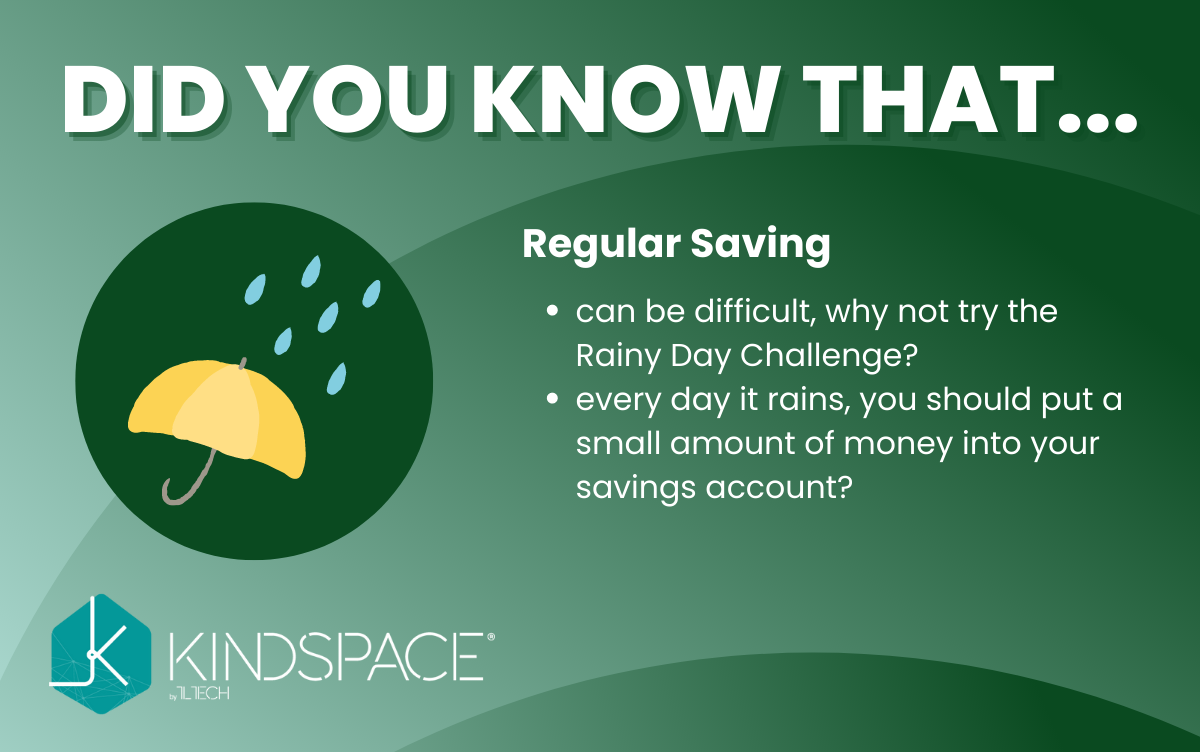 DID YOU KNOW THAT...
Regular Saving
• can be difficult, why not try the
Rainy Day Challenge?
• every day it rains, you should put a
small amount of money into your
savings account?
KINDSPACE®
by TLTECH